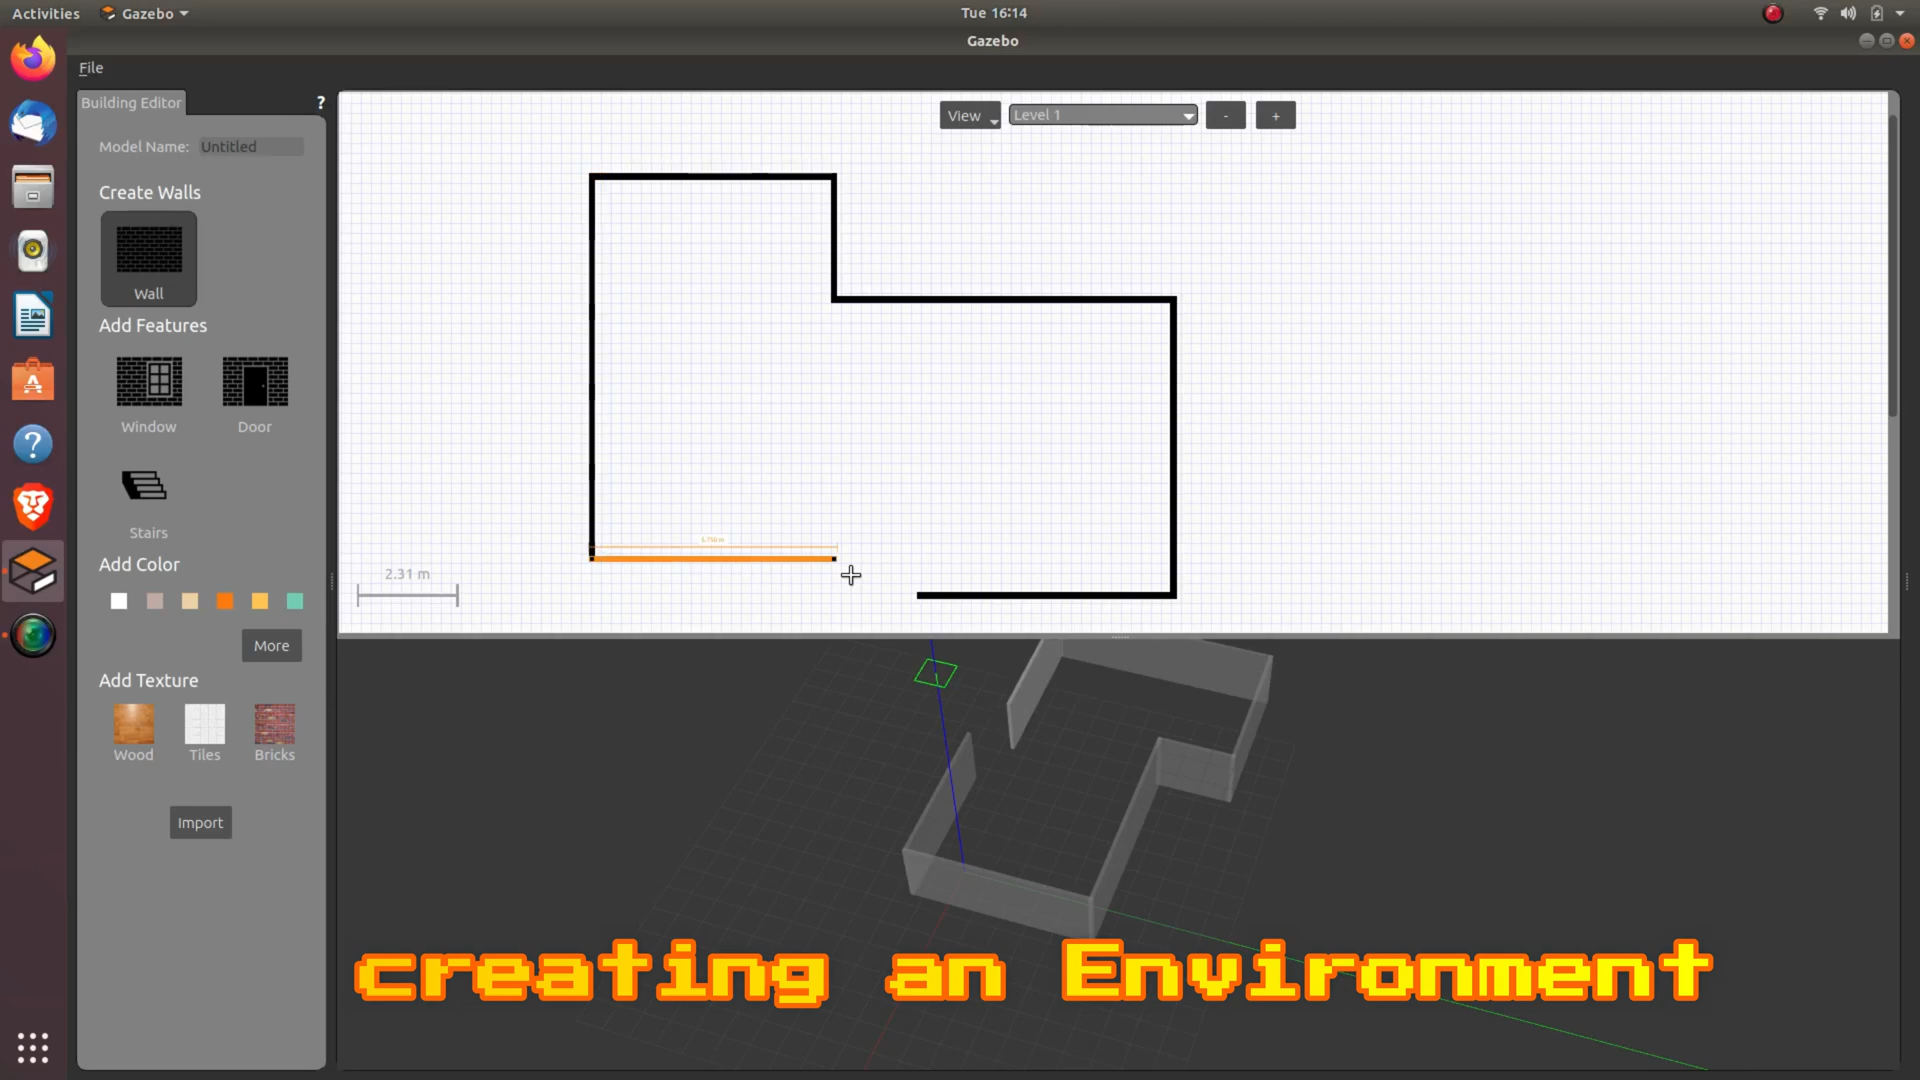 Activities
Gazebo
Tue 16:14
Gazebo
File
Building Editor
?
Model Name: Untitled
Create Walls
Wall
Add Features
Window
Door
Stairs
Add Color
More
Add Texture
Wood
Tiles
Bricks
Import
View
Level 1
-
+
2.31 m
creating an Environment